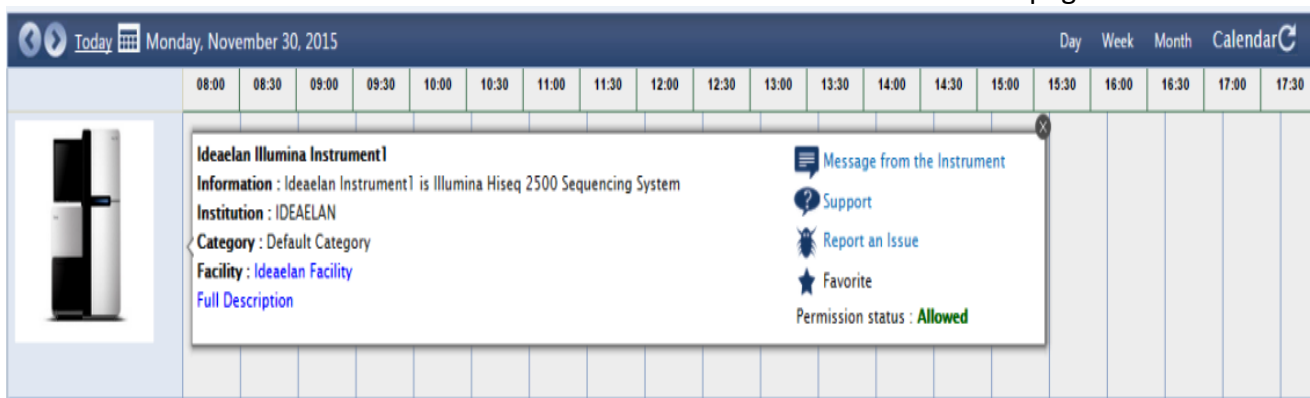 Today Monday, November 30, 2015 Day Week Month Calendar
08:00 08:30 09:00 09:30 10:00 10:30 11:00 11:30 12:00 12:30 13:00 13:30 14:00 14:30 15:00 15:30 16:00 16:30 17:00 17:30
Ideaelan Illumina Instrument1
Information : Ideaelan Instrument1 is Illumina Hiseq 2500 Sequencing System
Institution : IDEAELAN
Category : Default Category
Facility : Ideaelan Facility
Full Description
Message from the Instrument
Support
Report an Issue
Favorite
Permission status : Allowed